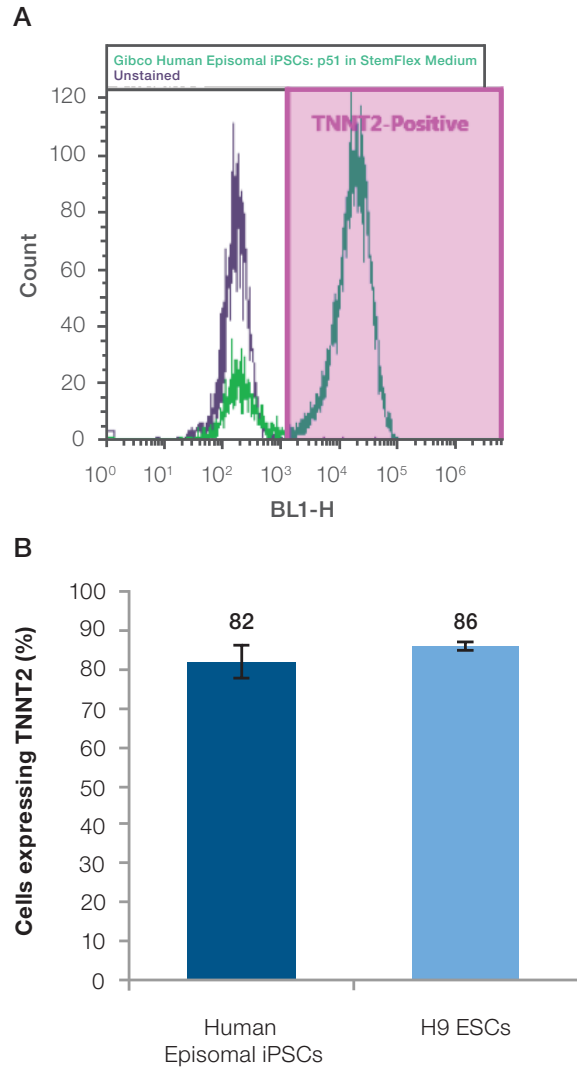 A
Gibco Human Episomal iPSCs: p51 in StemFlex Medium
Unstained
TNNT2-Positive
120
100
80
60
40
20
0
Count
10⁰ 10¹ 10² 10³ 10⁴ 10⁵ 10⁶
BL1-H
B
100
90
80
70
60
50
40
30
20
10
0
Cells expressing TNNT2 (%)
82 86
Human
Episomal iPSCs
H9 ESCs